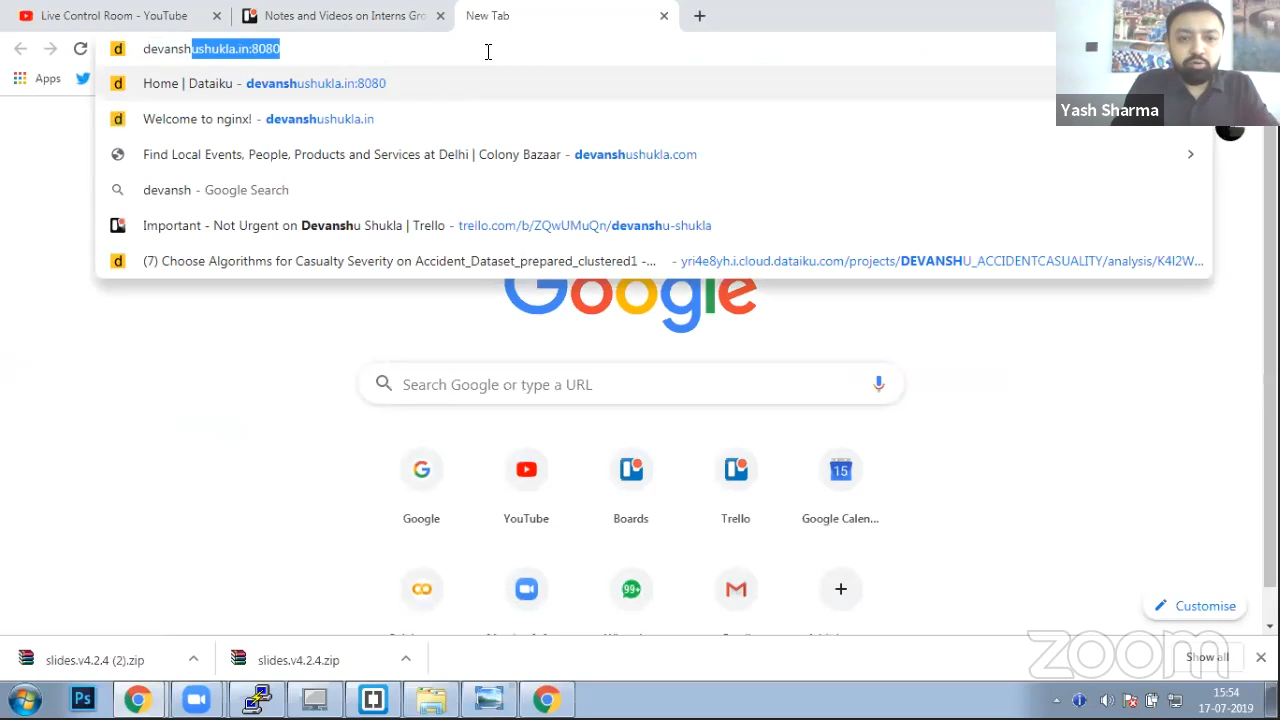 Live Control Room - YouTube
Notes and Videos on Interns Gro
New Tab
devanshushukla.in:8080
Apps
Home | Dataiku - devanshushukla.in:8080
Welcome to nginx! - devanshushukla.in
Find Local Events, People, Products and Services at Delhi | Colony Bazaar - devanshushukla.com
devansh - Google Search
Important - Not Urgent on Devanshu Shukla | Trello - trello.com/b/ZQwUMuQn/devanshu-shukla
(7) Choose Algorithms for Casualty Severity on Accident_Dataset_prepared_clustered1 -... - yri4e8yh.i.cloud.dataiku.com/projects/DEVANSHU_ACCIDENTCASUALITY/analysis/K4I2W...
Yash Sharma
Google
Search Google or type a URL
15
Google
YouTube
Boards
Trello
Google Calen...
99+
Customise
slides.v4.2.4 (2).zip
slides.v4.2.4.zip
Show all
zoom
Ps
15:54
17-07-2019